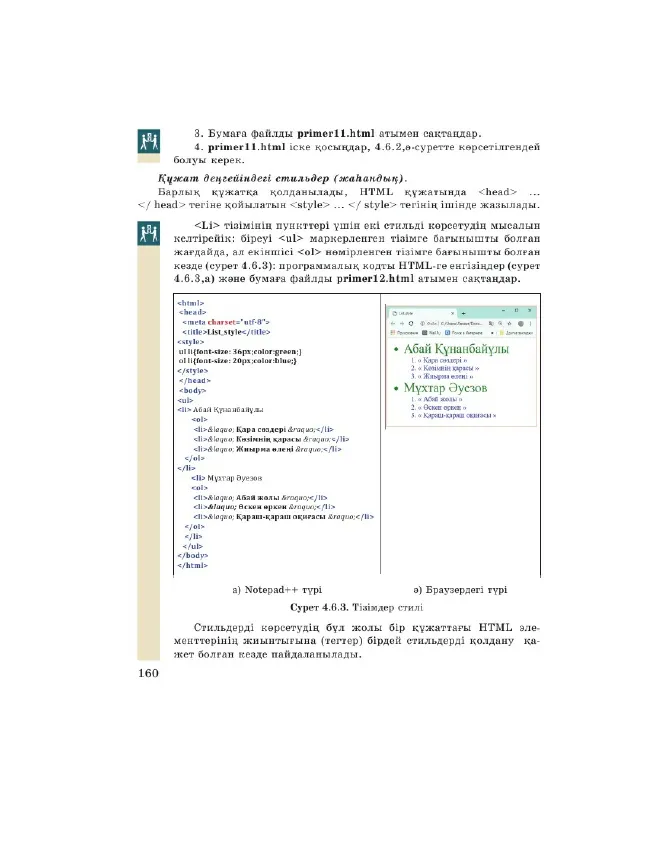 3. Бумаға файлды primer11.html атымен сақтаңдар.
4. primer11.html іске қосыңдар, 4.6.2,ә-суретте көрсетілгендей
болуы керек.
Құжат деңгейіндегі стильдер (жаһандық).
Барлық құжатқа қолданылады, HTML құжатында <head> ...
</ head> тегіне қойылатын <style> ... </ style> тегінің ішінде жазылады.
<Li> тізімінің пункттері үшін екі стильді көрсетудің мысалын
келтірейік: біреуі <ul> маркерленген тізімге бағынышты болған
жағдайда, ал екіншісі <ol> нөмірленген тізімге бағынышты болған
кезде (сурет 4.6.3): программалық кодты HTML-ге енгізіңдер (сурет
4.6.3,а) және бумаға файлды primer12.html атымен сақтаңдар.
<html>
<head>
<meta charset="utf-8">
<title>List_style</title>
<style>
ul li{font-size: 36px;color:green;}
ol li{font-size: 20px;color:blue;}
</style>
</head>
<body>
<ul>
<li> Абай Құнанбайұлы
<ol>
<li>&laquo; Қара сөздері &raquo;</li>
<li>&laquo; Көзімнің қарасы &raquo;</li>
<li>&laquo; Жиырма өлеңі &raquo;</li>
</ol>
</li>
<li> Мұхтар Әуезов
<ol>
<li>&laquo; Абай жолы &raquo;</li>
<li>&laquo; Өскен өркен &raquo;</li>
<li>&laquo; Қараш-қараш оқиғасы &raquo;</li>
</ol>
</li>
</ul>
</body>
</html>
List_style
• Абай Құнанбайұлы
1. « Қара сөздері »
2. « Көзімнің қарасы »
3. « Жиырма өлеңі »
• Мұхтар Әуезов
1. « Абай жолы »
2. « Өскен өркен »
3. « Қараш-қараш оқиғасы »
а) Notepad++ түрі
ә) Браузердегі түрі
Сурет 4.6.3. Тізімдер стилі
Стильдерді көрсетудің бұл жолы бір құжаттағы HTML эле-
менттерінің жиынтығына (тегтер) бірдей стильдерді қолдану қа-
жет болған кезде пайдаланылады.
160